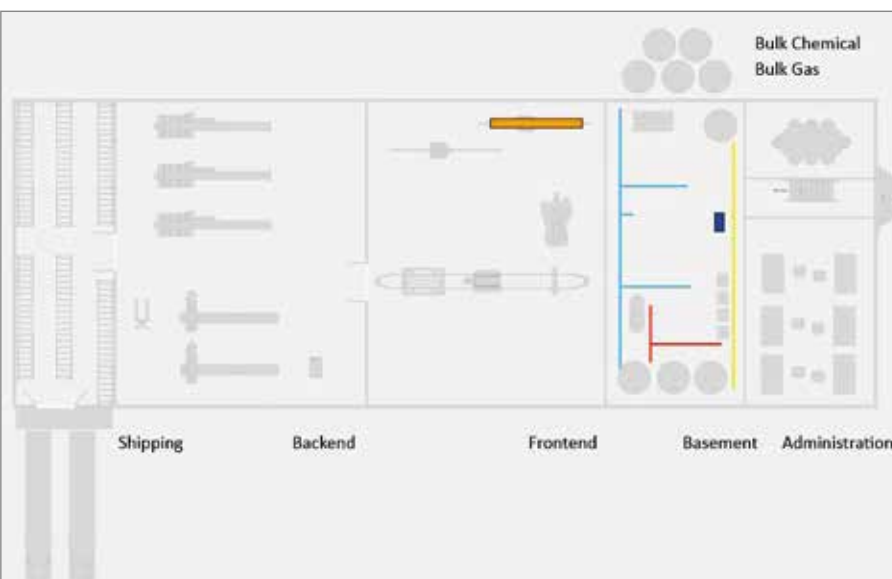 Bulk Chemical
Bulk Gas
Shipping
Backend
Frontend
Basement
Administration